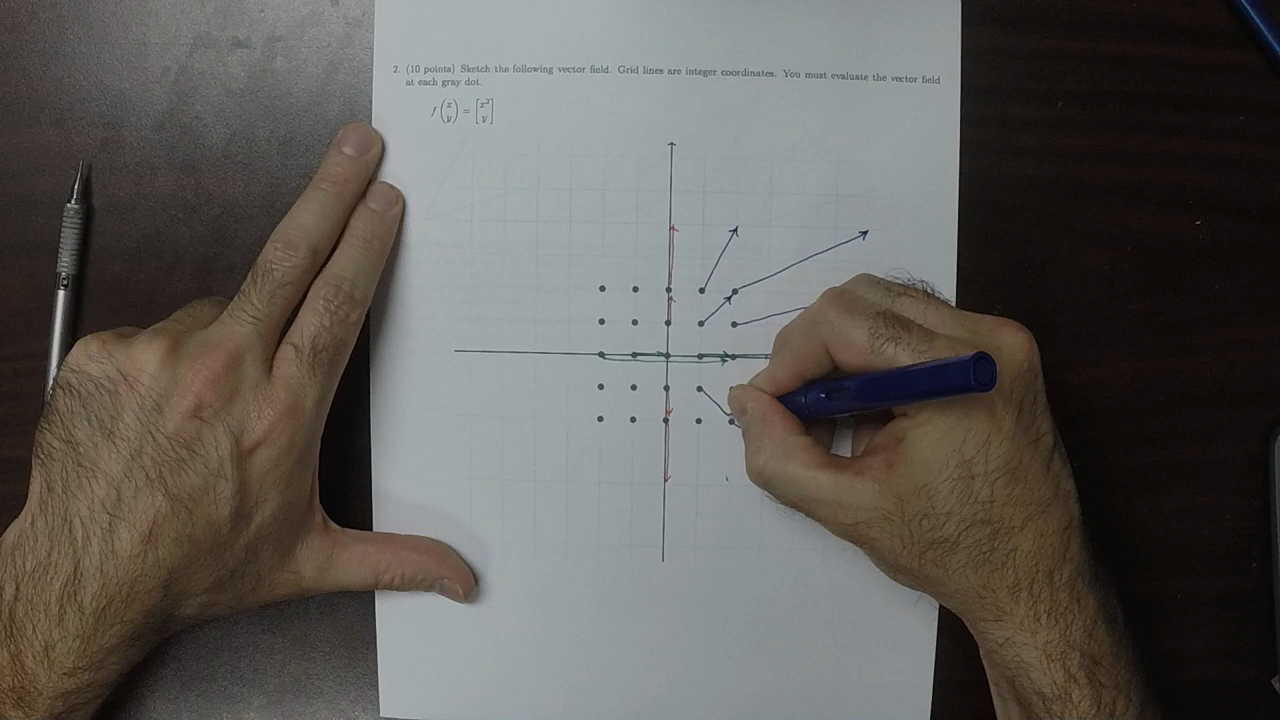 2. (10 points) Sketch the following vector field. Grid lines are integer coordinates. You must evaluate the vector field
at each gray dot.
f(x y) = [x² y]